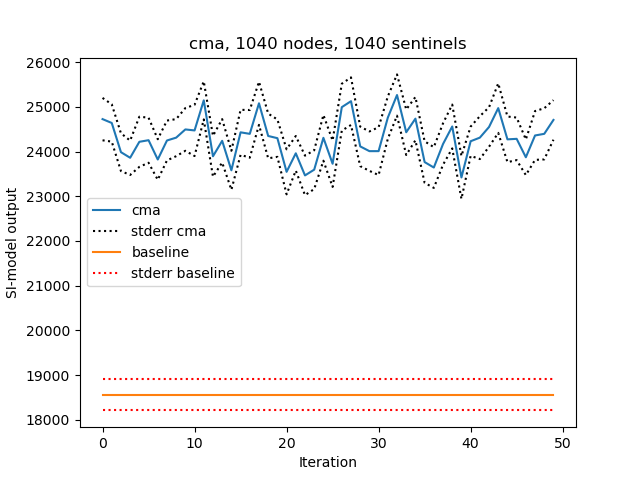 cma, 1040 nodes, 1040 sentinels
26000
25000
24000
23000
22000
21000
20000
19000
18000
SI-model output
cma
stderr cma
baseline
stderr baseline
0 10 20 30 40 50
Iteration